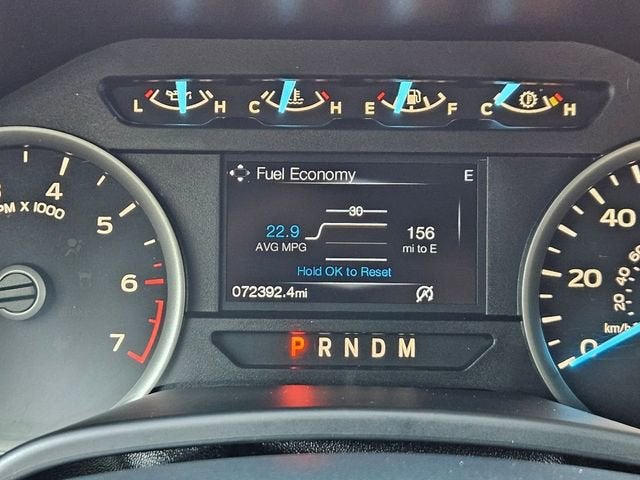 L H C H E F C H
Fuel Economy E
30
22.9 156
AVG MPG mi to E
Hold OK to Reset
072392.4mi
P R N D M
4
5
6
7
X 1000
40
20
0
km/h